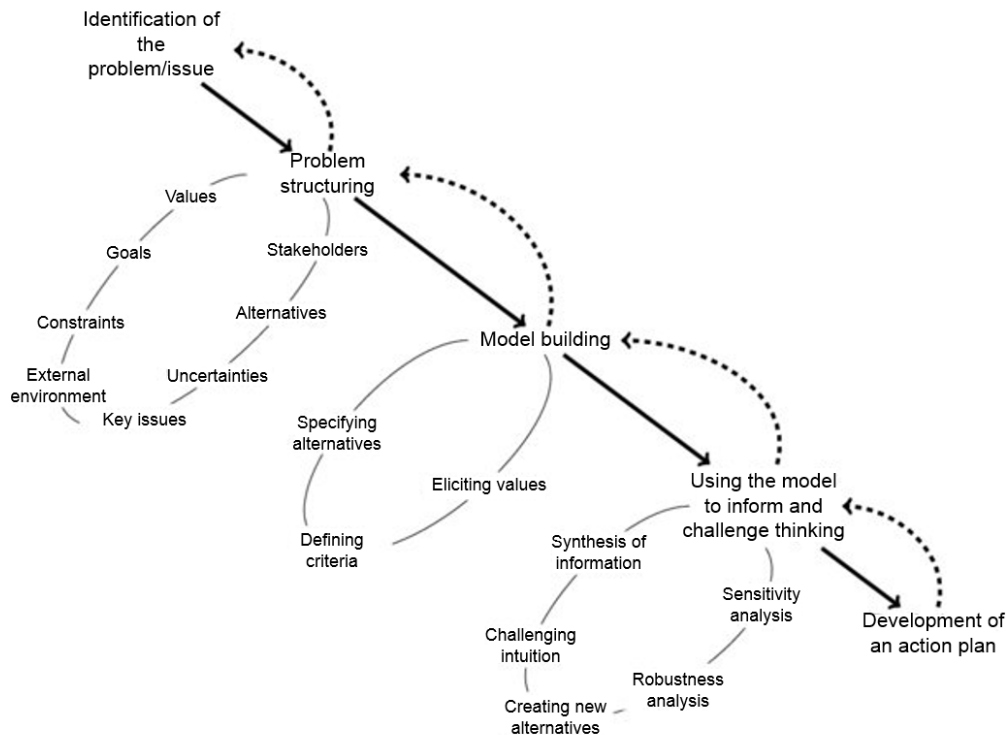 Identification of
the
problem/issue
Problem
structuring
Values
Stakeholders
Goals
Alternatives
Constraints
Uncertainties
External
environment
Key issues
Model building
Specifying
alternatives
Eliciting values
Defining
criteria
Using the model
to inform and
challenge thinking
Synthesis of
information
Sensitivity
analysis
Challenging
intuition
Robustness
analysis
Creating new
alternatives
Development of
an action plan